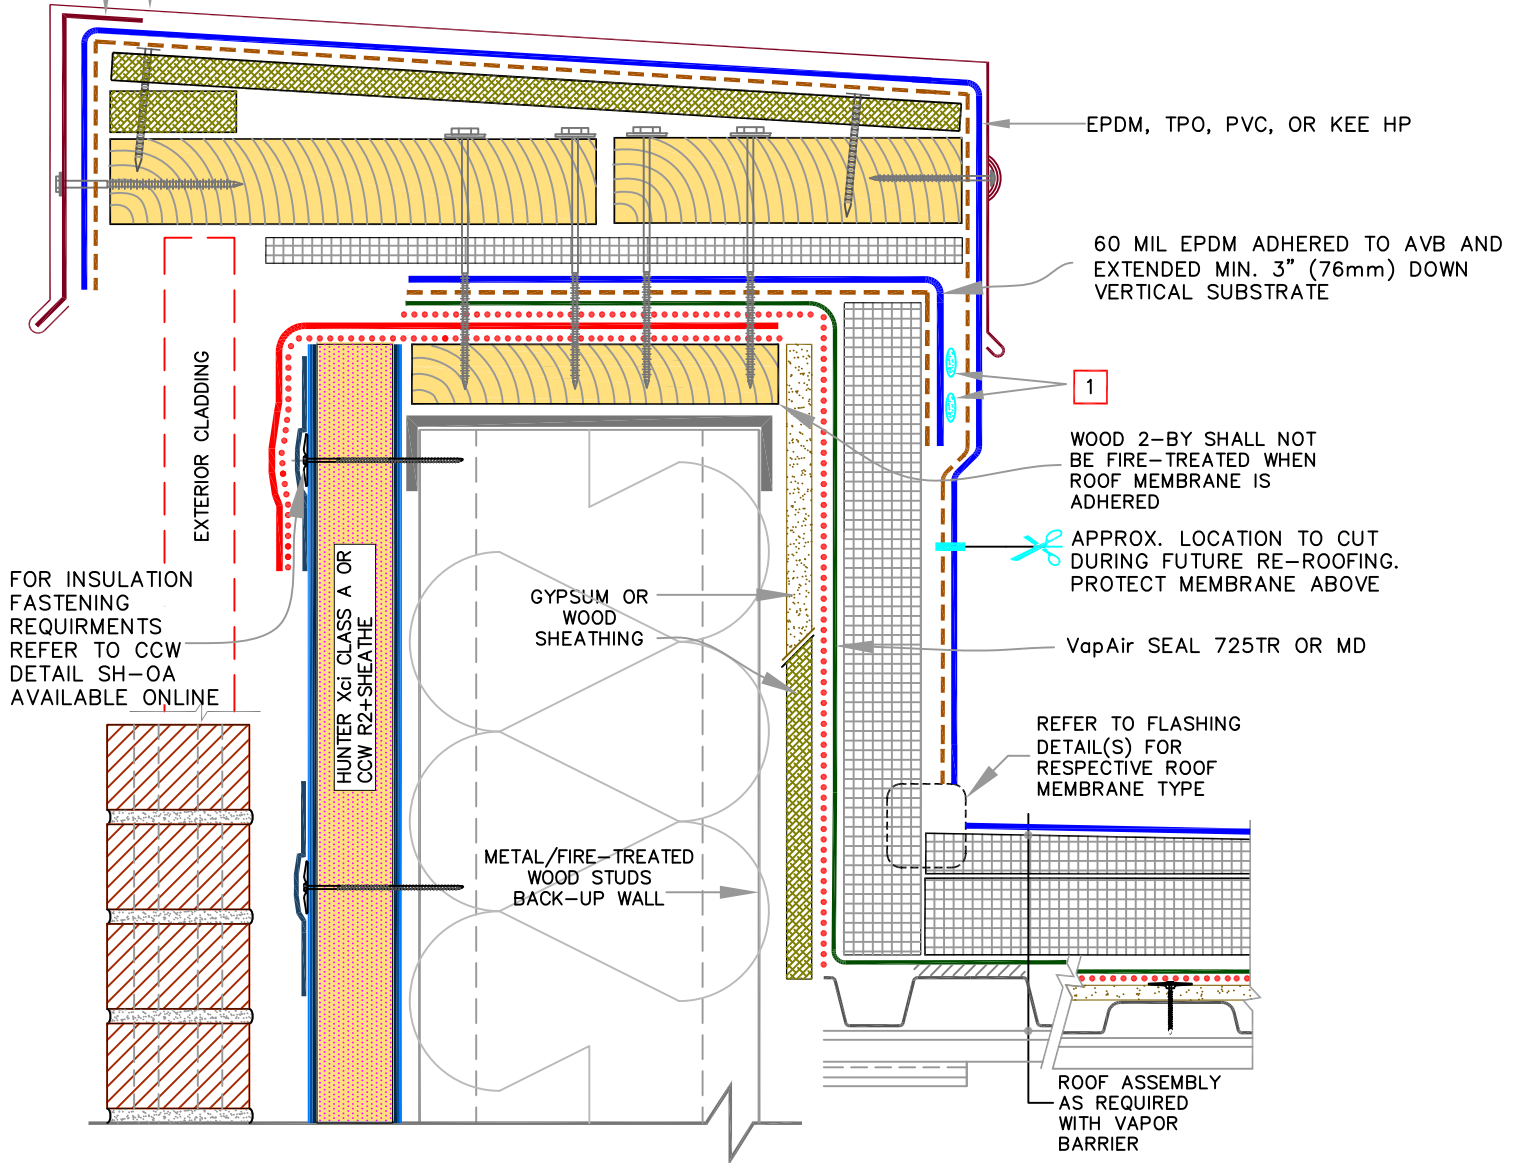 EPDM, TPO, PVC, OR KEE HP
60 MIL EPDM ADHERED TO AVB AND
EXTENDED MIN. 3” (76mm) DOWN
VERTICAL SUBSTRATE
1
WOOD 2-BY SHALL NOT
BE FIRE-TREATED WHEN
ROOF MEMBRANE IS
ADHERED
APPROX. LOCATION TO CUT
DURING FUTURE RE-ROOFING.
PROTECT MEMBRANE ABOVE
VapAir SEAL 725TR OR MD
REFER TO FLASHING
DETAIL(S) FOR
RESPECTIVE ROOF
MEMBRANE TYPE
ROOF ASSEMBLY
AS REQUIRED
WITH VAPOR
BARRIER
EXTERIOR CLADDING
FOR INSULATION
FASTENING
REQUIRMENTS
REFER TO CCW
DETAIL SH-OA
AVAILABLE ONLINE
HUNTER Xci CLASS A OR
CCW R2+SHEATHE
GYPSUM OR
WOOD
SHEATHING
METAL/FIRE-TREATED
WOOD STUDS
BACK-UP WALL